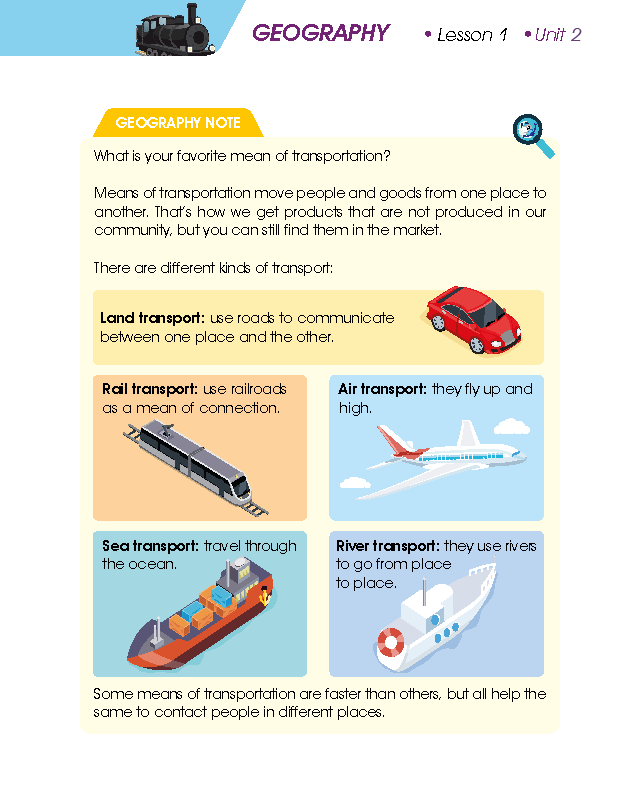 GEOGRAPHY • Lesson 1 • Unit 2
GEOGRAPHY NOTE
What is your favorite mean of transportation?
Means of transportation move people and goods from one place to
another. That's how we get products that are not produced in our
community, but you can still find them in the market.
There are different kinds of transport:
Land transport: use roads to communicate
between one place and the other.
Rail transport: use railroads
as a mean of connection.
Air transport: they fly up and
high.
Sea transport: travel through
the ocean.
River transport: they use rivers
to go from place
to place.
Some means of transportation are faster than others, but all help the
same to contact people in different places.